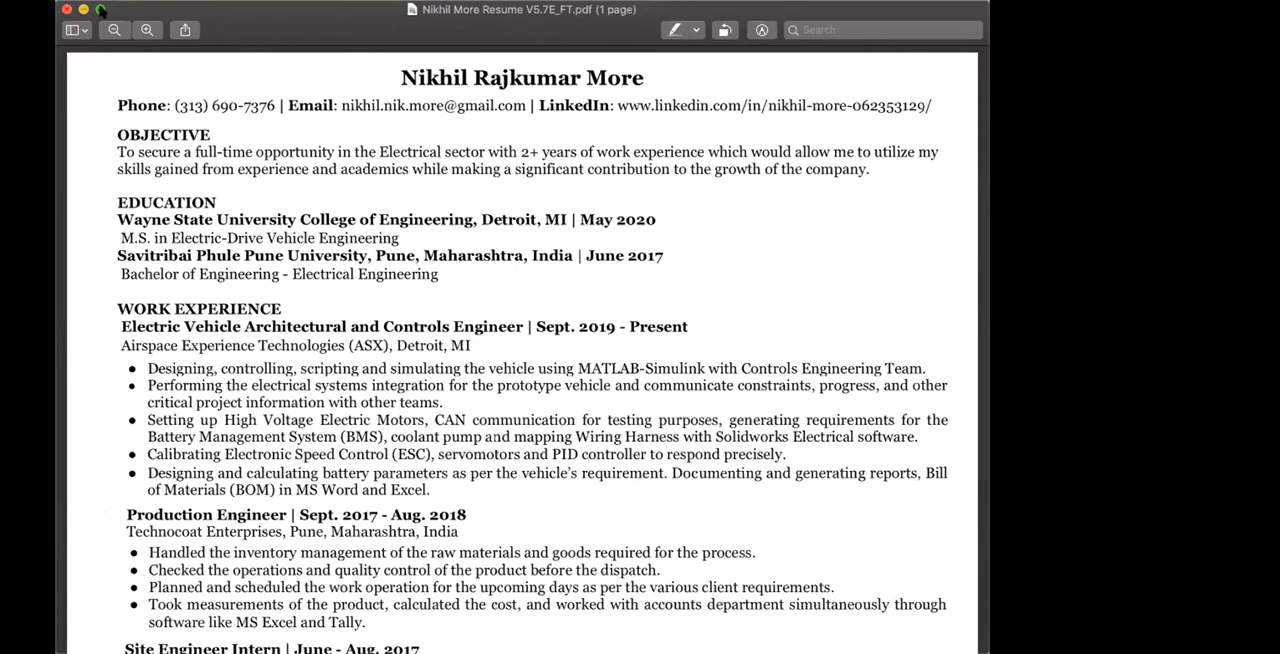 Nikhil More Resume V5.7E_FT.pdf (1 page)
Search
Nikhil Rajkumar More
Phone: (313) 690-7376 | Email: nikhil.nik.more@gmail.com | LinkedIn: www.linkedin.com/in/nikhil-more-062353129/
OBJECTIVE
To secure a full-time opportunity in the Electrical sector with 2+ years of work experience which would allow me to utilize my
skills gained from experience and academics while making a significant contribution to the growth of the company.
EDUCATION
Wayne State University College of Engineering, Detroit, MI | May 2020
M.S. in Electric-Drive Vehicle Engineering
Savitribai Phule Pune University, Pune, Maharashtra, India | June 2017
Bachelor of Engineering - Electrical Engineering
WORK EXPERIENCE
Electric Vehicle Architectural and Controls Engineer | Sept. 2019 - Present
Airspace Experience Technologies (ASX), Detroit, MI
● Designing, controlling, scripting and simulating the vehicle using MATLAB-Simulink with Controls Engineering Team.
● Performing the electrical systems integration for the prototype vehicle and communicate constraints, progress, and other
critical project information with other teams.
● Setting up High Voltage Electric Motors, CAN communication for testing purposes, generating requirements for the
Battery Management System (BMS), coolant pump and mapping Wiring Harness with Solidworks Electrical software.
● Calibrating Electronic Speed Control (ESC), servomotors and PID controller to respond precisely.
● Designing and calculating battery parameters as per the vehicle's requirement. Documenting and generating reports, Bill
of Materials (BOM) in MS Word and Excel.
Production Engineer | Sept. 2017 - Aug. 2018
Technocoat Enterprises, Pune, Maharashtra, India
● Handled the inventory management of the raw materials and goods required for the process.
● Checked the operations and quality control of the product before the dispatch.
● Planned and scheduled the work operation for the upcoming days as per the various client requirements.
● Took measurements of the product, calculated the cost, and worked with accounts department simultaneously through
software like MS Excel and Tally.
Site Engineer Intern | June - Aug. 2017